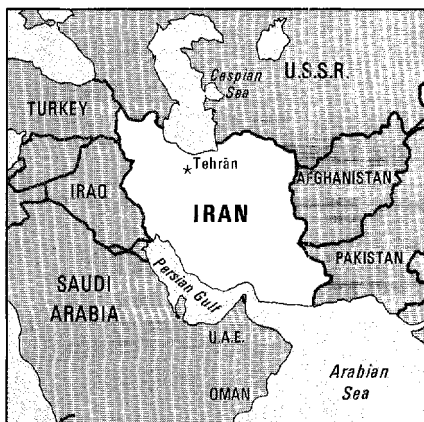 Caspian
Sea
U.S.S.R.
TURKEY
Tehrān
AFGHANISTAN
IRAQ
IRAN
PAKISTAN
SAUDI
ARABIA
Persian Gulf
U.A.E.
OMAN
Arabian
Sea